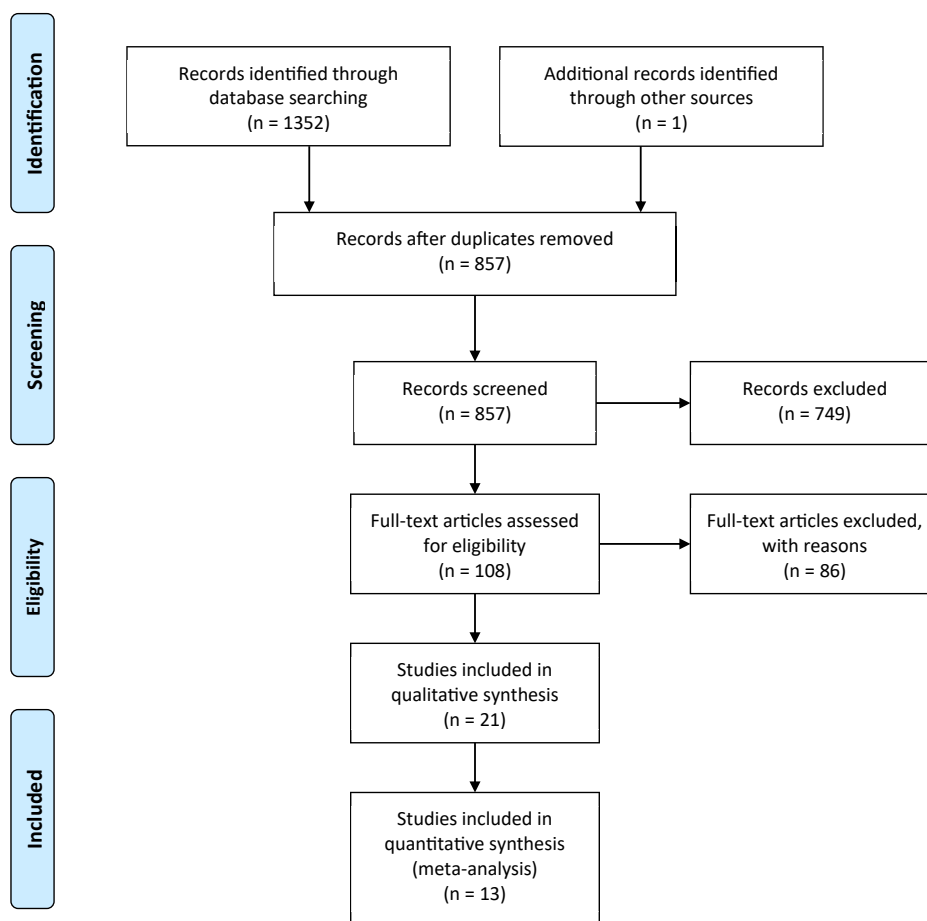 Identification
Records identified through
database searching
(n = 1352)
Additional records identified
through other sources
(n = 1)
Records after duplicates removed
(n = 857)
Screening
Records screened
(n = 857)
Records excluded
(n = 749)
Eligibility
Full-text articles assessed
for eligibility
(n = 108)
Full-text articles excluded,
with reasons
(n = 86)
Studies included in
qualitative synthesis
(n = 21)
Included
Studies included in
quantitative synthesis
(meta-analysis)
(n = 13)